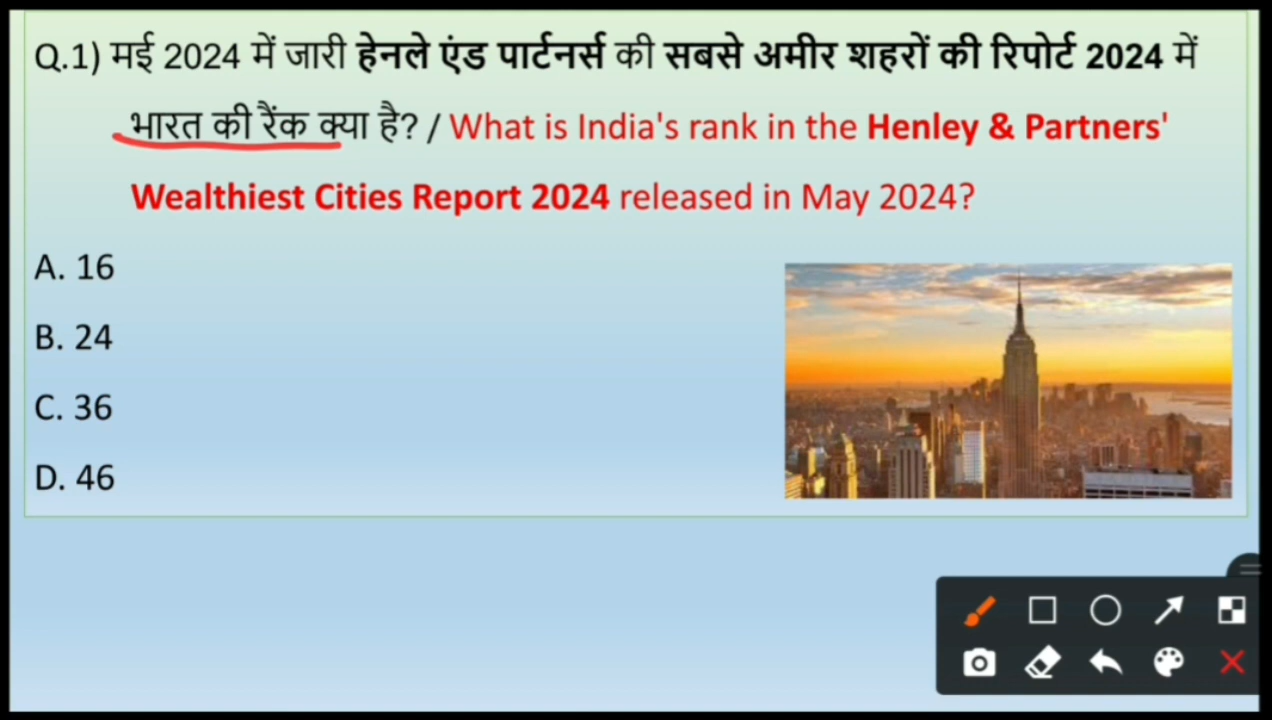 Q.1) मई 2024 में जारी हेनले एंड पार्टनर्स की सबसे अमीर शहरों की रिपोर्ट 2024 में
भारत की रैंक क्या है? / What is India's rank in the Henley & Partners'
Wealthiest Cities Report 2024 released in May 2024?
A. 16
B. 24
C. 36
D. 46